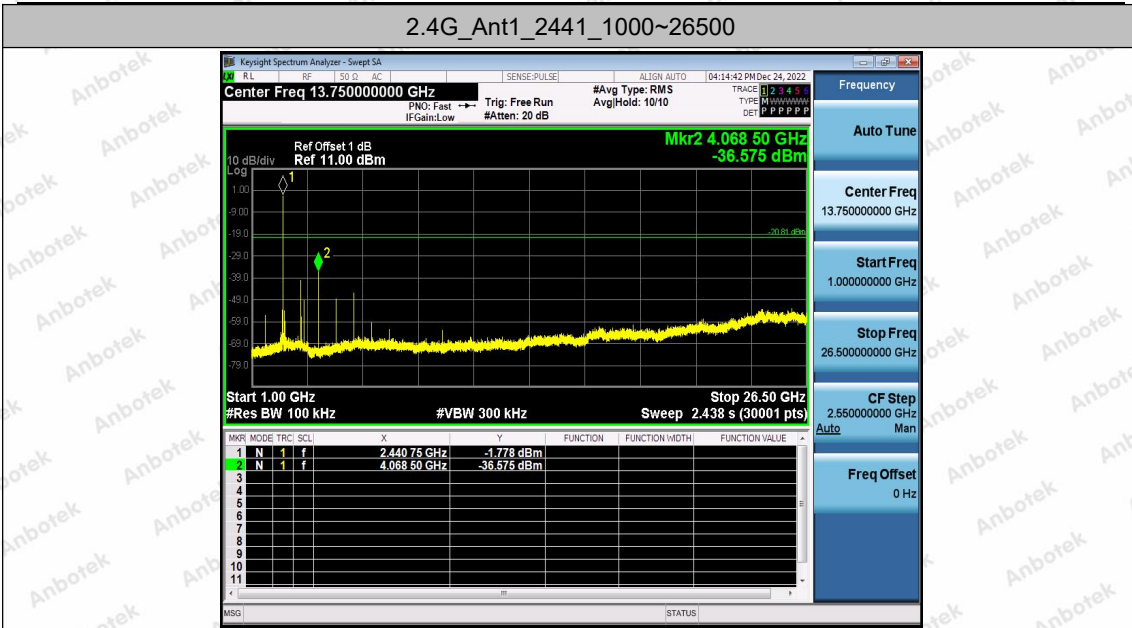 2.4G_Ant1_2441_1000~26500
Keysight Spectrum Analyzer - Swept SA
LXI RL RF 50 Ω AC SENSE:PULSE ALIGN AUTO 04:14:42 PM Dec 24, 2022
Center Freq 13.750000000 GHz
PNO: Fast
IFGain:Low
Trig: Free Run
#Atten: 20 dB
#Avg Type: RMS
Avg|Hold: 10/10
TRACE 1 2 3 4 5 6
TYPE M W W W W W
DET P P P P P P
Mkr2 4.068 50 GHz
-36.575 dBm
Ref Offset 1 dB
10 dB/div Ref 11.00 dBm
Log
1
1.00
-9.00
-19.0
-20.81 dBm
2
-29.0
-39.0
-49.0
-59.0
-69.0
-79.0
Start 1.00 GHz Stop 26.50 GHz
#Res BW 100 kHz #VBW 300 kHz Sweep 2.438 s (30001 pts)
MKR MODE TRC SCL X Y FUNCTION FUNCTION WIDTH FUNCTION VALUE
1 N 1 f 2.440 75 GHz -1.778 dBm
2 N 1 f 4.068 50 GHz -36.575 dBm
3
4
5
6
7
8
9
10
11
MSG STATUS
Frequency
Auto Tune
Center Freq
13.750000000 GHz
Start Freq
1.000000000 GHz
Stop Freq
26.500000000 GHz
CF Step
2.550000000 GHz
Auto Man
Freq Offset
0 Hz
Anbotek